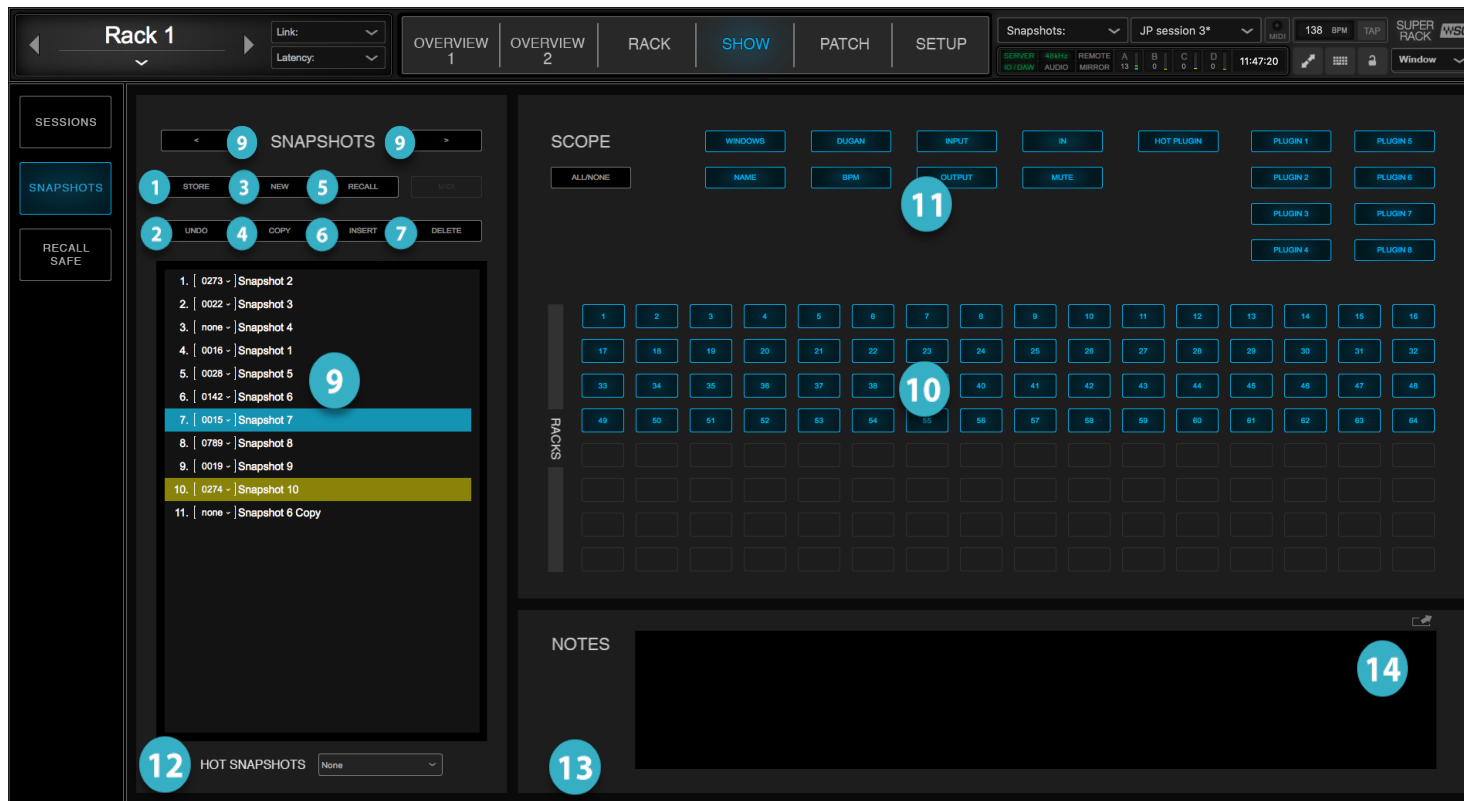 Rack 1
Link:
Latency:
OVERVIEW 1
OVERVIEW 2
RACK
SHOW
PATCH
SETUP
Snapshots:
JP session 3*
MIDI
138 BPM TAP
SUPER RACK
SERVER 48kHz REMOTE A B C D
IO/DAW AUDIO MIRROR 13 0 0 0
11:47:20
Window
SESSIONS
SNAPSHOTS
RECALL SAFE
< 9 SNAPSHOTS 9 >
1 STORE 3 NEW 5 RECALL MIDI
2 UNDO 4 COPY 6 INSERT 7 DELETE
1. [ 0273 ] Snapshot 2
2. [ 0022 ] Snapshot 3
3. [ none ] Snapshot 4
4. [ 0016 ] Snapshot 1
5. [ 0028 ] Snapshot 5
6. [ 0142 ] Snapshot 6
7. [ 0015 ] Snapshot 7
8. [ 0789 ] Snapshot 8
9. [ 0019 ] Snapshot 9
10. [ 0274 ] Snapshot 10
11. [ none ] Snapshot 6 Copy
9
12 HOT SNAPSHOTS None
SCOPE
WINDOWS DUGAN INPUT IN HOT PLUGIN PLUGIN 1 PLUGIN 5
ALL/NONE NAME BPM OUTPUT MUTE PLUGIN 2 PLUGIN 6
11
PLUGIN 3 PLUGIN 7
PLUGIN 4 PLUGIN 8
1 2 3 4 5 6 7 8 9 10 11 12 13 14 15 16
17 18 19 20 21 22 23 24 25 26 27 28 29 30 31 32
33 34 35 36 37 38 10 40 41 42 43 44 45 46 47 48
49 50 51 52 53 54 55 56 57 58 59 60 61 62 63 64
RACKS
NOTES
14
13